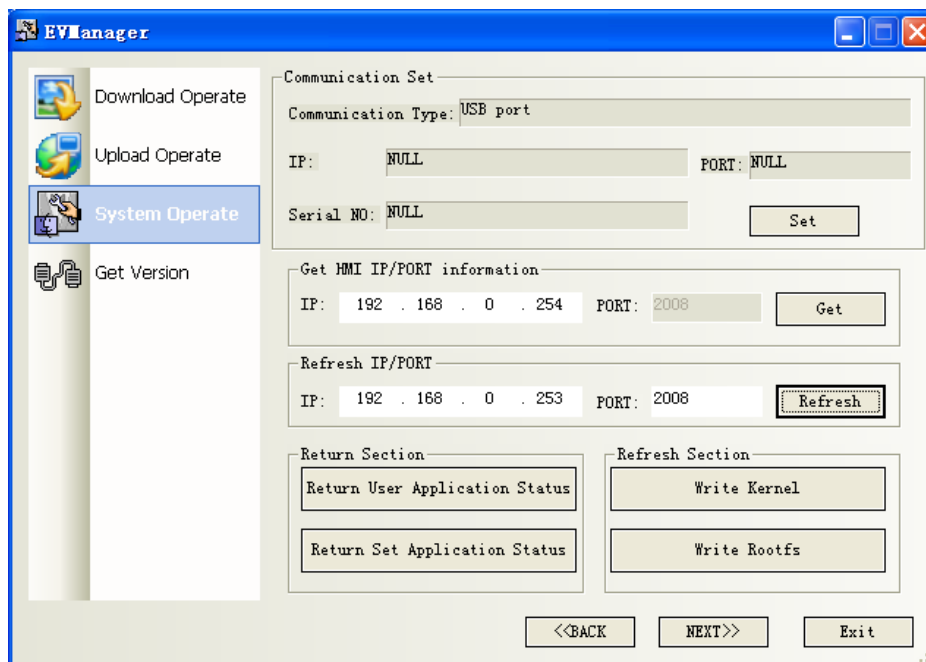 EVManager
Download Operate
Upload Operate
System Operate
Get Version
Communication Set
Communication Type: USB port
IP: NULL PORT: NULL
Serial NO: NULL Set
Get HMI IP/PORT information
IP: 192 . 168 . 0 . 254 PORT: 2008 Get
Refresh IP/PORT
IP: 192 . 168 . 0 . 253 PORT: 2008 Refresh
Return Section
Return User Application Status
Return Set Application Status
Refresh Section
Write Kernel
Write Rootfs
<<BACK NEXT>> Exit